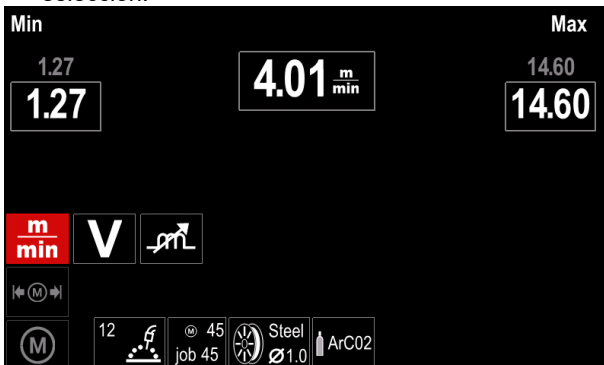 selection.
Min Max
1.27 14.60
1.27 4.01 m/min 14.60
m/min V
M
M 12 M 45 job 45 Steel Ø1.0 ArC02